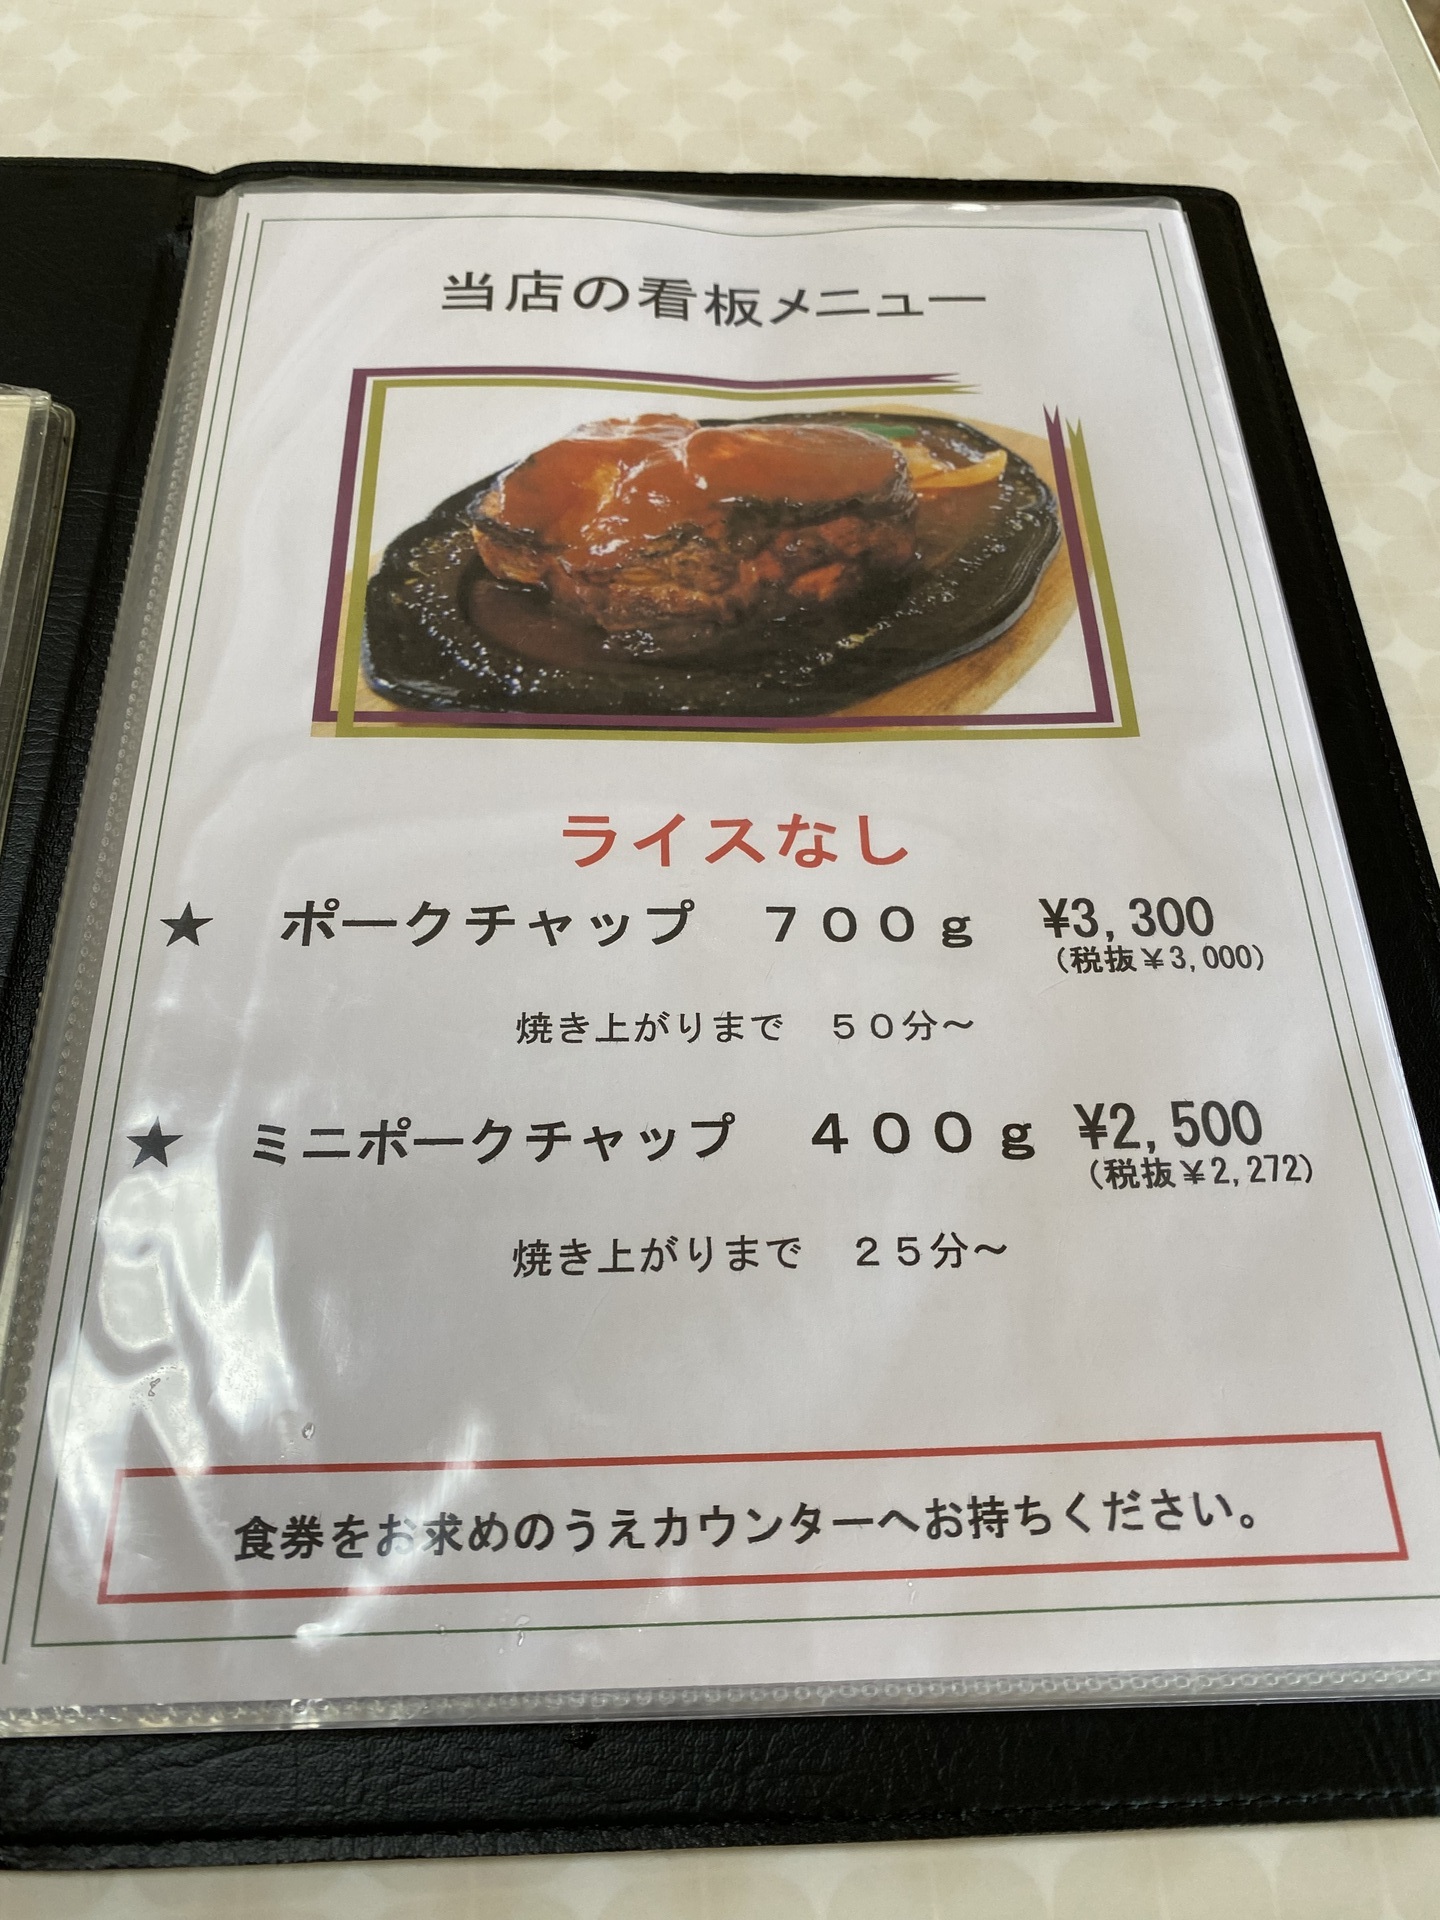 当店の看板メニュー
ライスなし
★　ポークチャップ　７００ｇ　¥3,300
(税抜￥3,000)
焼き上がりまで　５０分～
★　ミニポークチャップ　４００ｇ　¥2,500
(税抜￥2,272)
焼き上がりまで　２５分～
食券をお求めのうえカウンターへお持ちください。